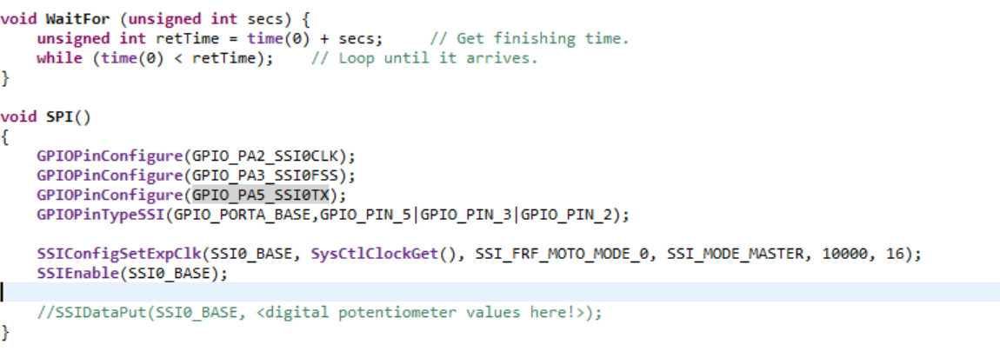 void WaitFor (unsigned int secs) {
    unsigned int retTime = time(0) + secs;     // Get finishing time.
    while (time(0) < retTime);    // Loop until it arrives.
}
void SPI()
{
    GPIOPinConfigure(GPIO_PA2_SSI0CLK);
    GPIOPinConfigure(GPIO_PA3_SSI0FSS);
    GPIOPinConfigure(GPIO_PA5_SSI0TX);
    GPIOPinTypeSSI(GPIO_PORTA_BASE,GPIO_PIN_5|GPIO_PIN_3|GPIO_PIN_2);
    SSIConfigSetExpClk(SSI0_BASE, SysCtlClockGet(), SSI_FRF_MOTO_MODE_0, SSI_MODE_MASTER, 10000, 16);
    SSIEnable(SSI0_BASE);
    //SSIDataPut(SSI0_BASE, <digital potentiometer values here!>);
}